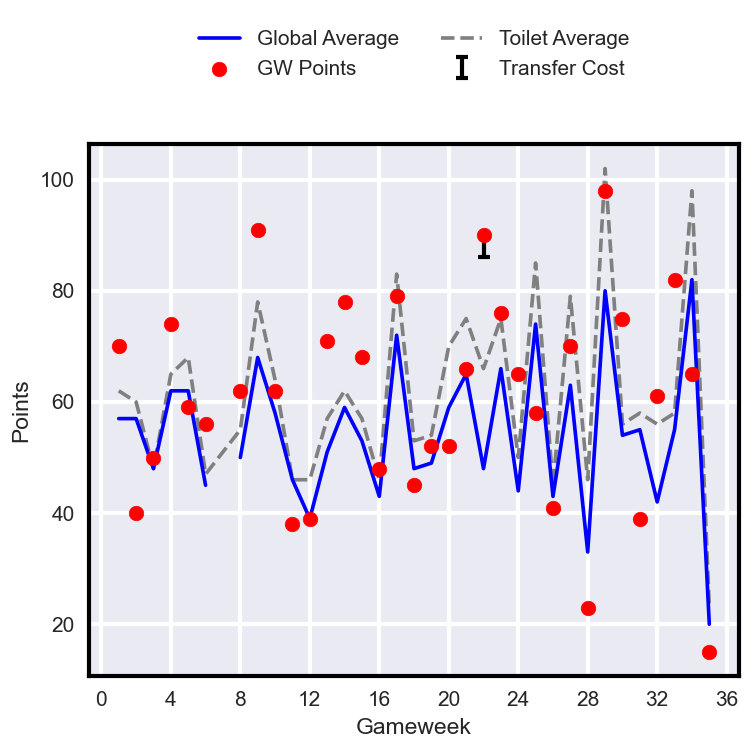 Global Average
Toilet Average
GW Points
Transfer Cost
100
80
60
40
20
Points
0 4 8 12 16 20 24 28 32 36
Gameweek